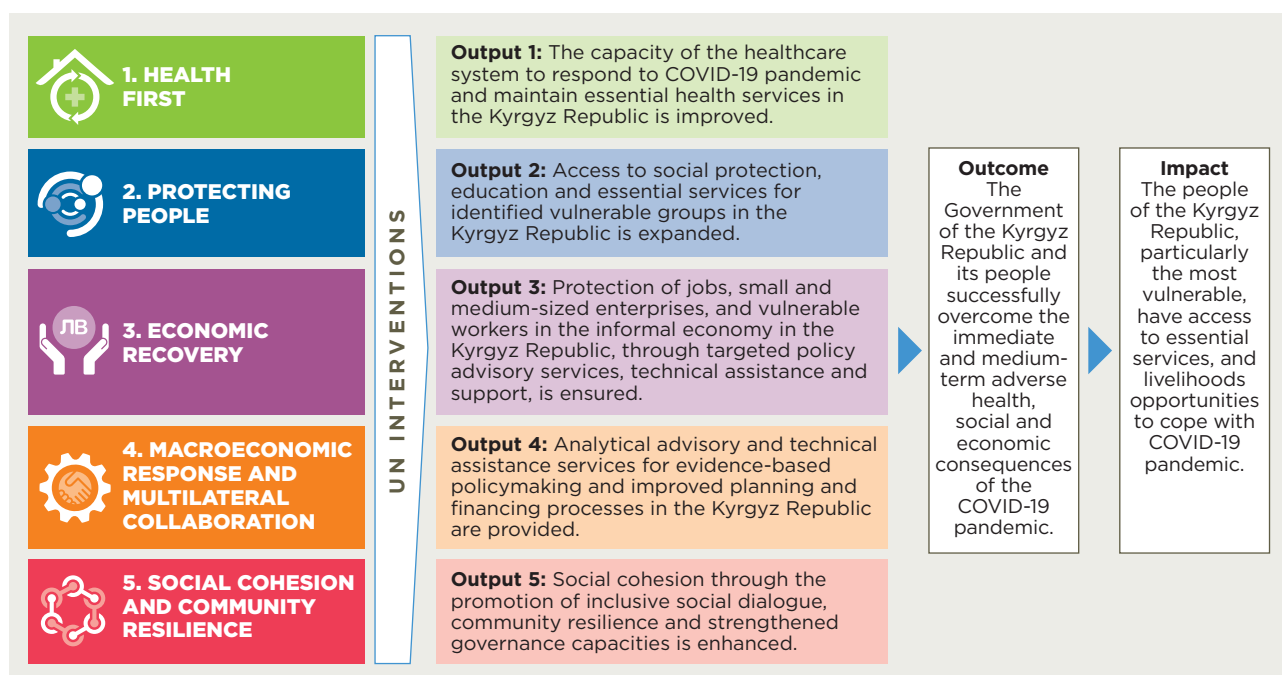 1. HEALTH
FIRST
2. PROTECTING
PEOPLE
ЛВ
3. ECONOMIC
RECOVERY
4. MACROECONOMIC
RESPONSE AND
MULTILATERAL
COLLABORATION
5. SOCIAL COHESION
AND COMMUNITY
RESILIENCE
UN INTERVENTIONS
Output 1: The capacity of the healthcare
system to respond to COVID-19 pandemic
and maintain essential health services in
the Kyrgyz Republic is improved.
Output 2: Access to social protection,
education and essential services for
identified vulnerable groups in the
Kyrgyz Republic is expanded.
Output 3: Protection of jobs, small and
medium-sized enterprises, and vulnerable
workers in the informal economy in the
Kyrgyz Republic, through targeted policy
advisory services, technical assistance and
support, is ensured.
Output 4: Analytical advisory and technical
assistance services for evidence-based
policymaking and improved planning and
financing processes in the Kyrgyz Republic
are provided.
Output 5: Social cohesion through the
promotion of inclusive social dialogue,
community resilience and strengthened
governance capacities is enhanced.
Outcome
The
Government
of the Kyrgyz
Republic and
its people
successfully
overcome the
immediate
and medium-
term adverse
health,
social and
economic
consequences
of the
COVID-19
pandemic.
Impact
The people
of the Kyrgyz
Republic,
particularly
the most
vulnerable,
have access
to essential
services, and
livelihoods
opportunities
to cope with
COVID-19
pandemic.